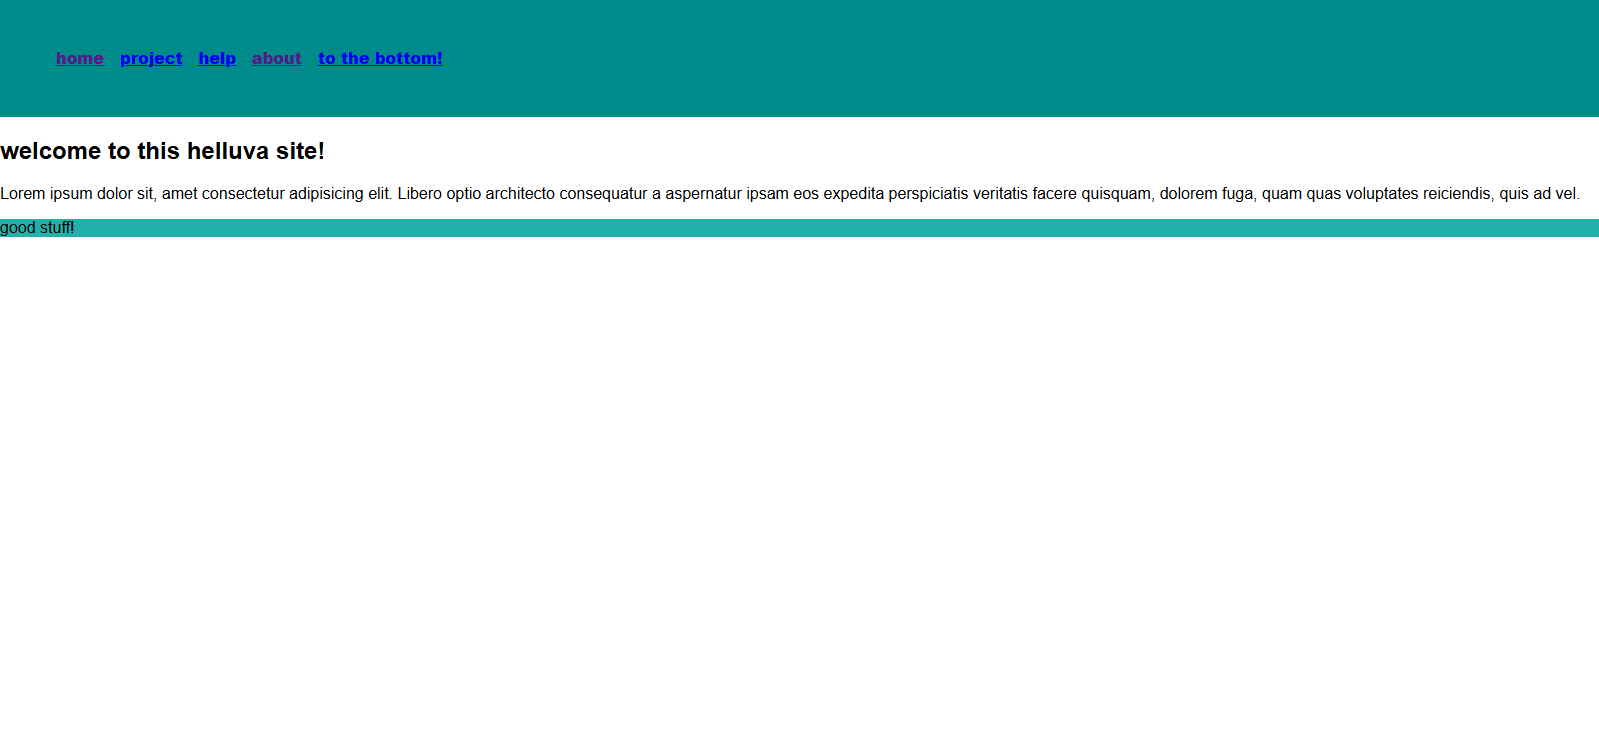 home project help about to the bottom!
welcome to this helluva site!
Lorem ipsum dolor sit, amet consectetur adipisicing elit. Libero optio architecto consequatur a aspernatur ipsam eos expedita perspiciatis veritatis facere quisquam, dolorem fuga, quam quas voluptates reiciendis, quis ad vel.
good stuff!